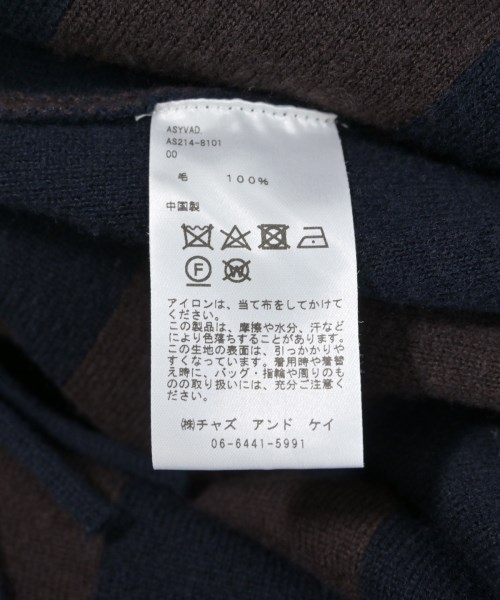 ASYVAD
AS214-8101
00
毛 100%
中国製
F W
アイロンは、当て布をしてかけて
ください。
この製品は、摩擦や水分、汗など
により色落ちすることがあります。
この生地の表面は、引っかかりや
すくなっています。着用時や着替
え時に、バッグ・指輪や周りのも
のの取り扱いには、充分ご注意く
ださい。
㈱チャズ アンド ケイ
06-6441-5991